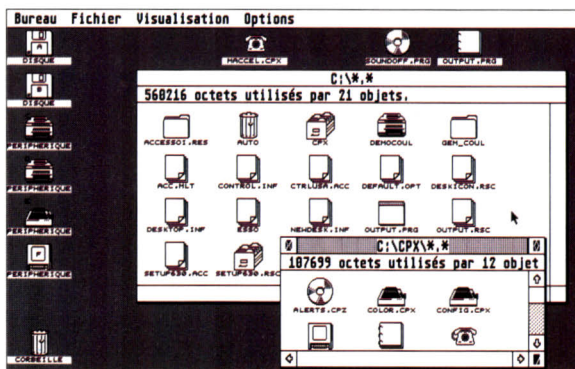 Bureau Fichier Visualisation Options
DISQUE
MACCEL.CPX
SOUNDOFF.PRG
OUTPUT.PRG
C:\*.*
560216 octets utilisés par 21 objets.
DISQUE
PERIPHERIQUE
PERIPHERIQUE
PERIPHERIQUE
PERIPHERIQUE
CORBEILLE
ACCESSOI.RES
AUTO
CPX
DEMOCOUL
GEM_COUL
ACC.HLT
CONTROL.INF
CTRLUSA.ACC
DEFAULT.OPT
DESKICON.RSC
DESKTOP.INF
ESSO
NEWDESK.INF
OUTPUT.PRG
OUTPUT.RSC
SETUP630.ACC
SETUP630.RSC
C:\CPX\*.*
107699 octets utilisés par 12 objet
ALERTS.CPZ
COLOR.CPX
CONFIG.CPX